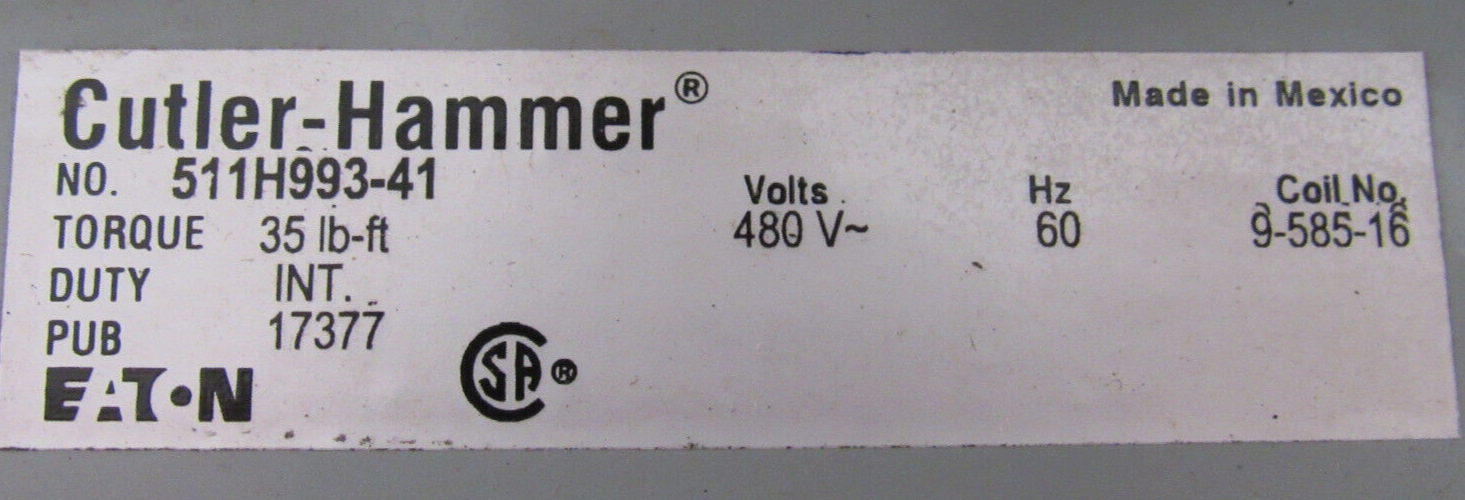 Cutler-Hammer®
Made in Mexico
NO. 511H993-41
Volts Hz Coil No.
TORQUE 35 lb-ft 480 V~ 60 9-585-16
DUTY INT.
PUB 17377
EATON
SA®